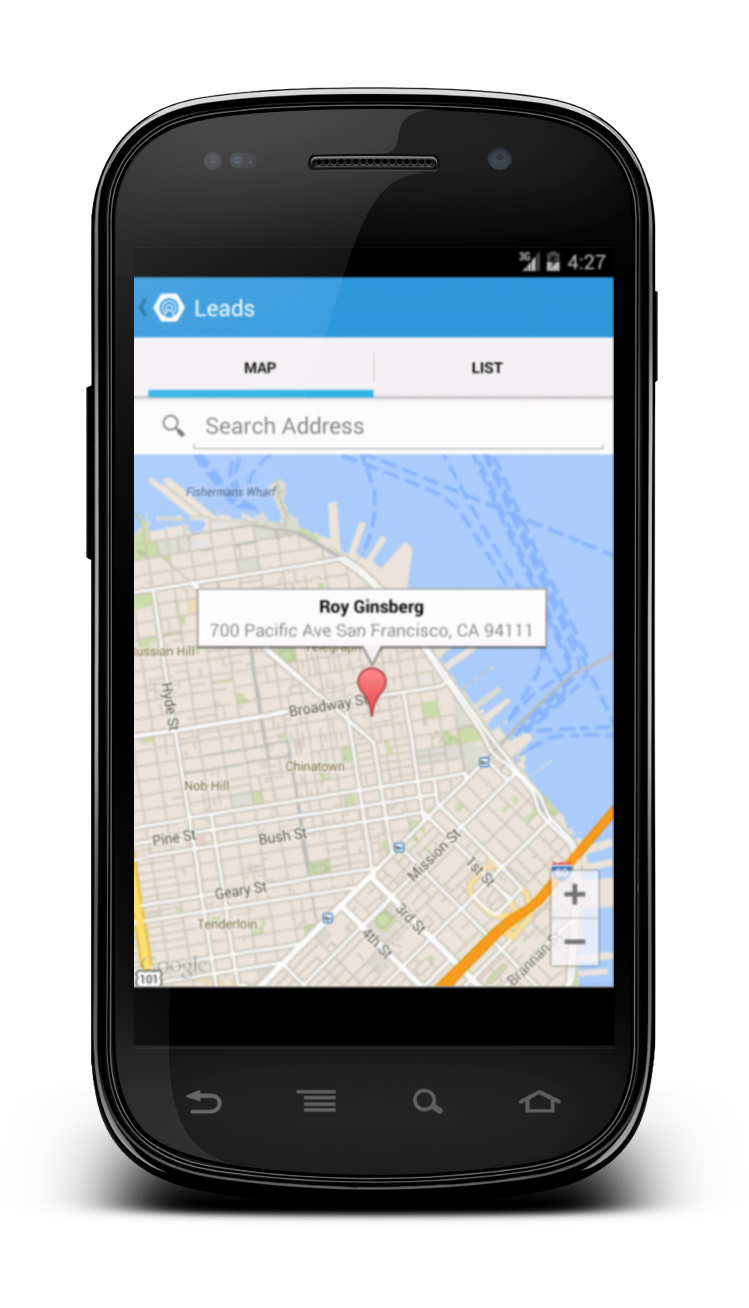 3G 4:27
Leads
MAP LIST
Search Address
Fishermans Wharf
Roy Ginsberg
700 Pacific Ave San Francisco, CA 94111
ussian Hill
Telegraph
Hyde St
Broadway St
Chinatown
Nob Hill
Pine St
Bush St
Mission St
1st St
Geary St
80
+
3rd St
Tenderloin
4th St
−
Brannan St
Google
101